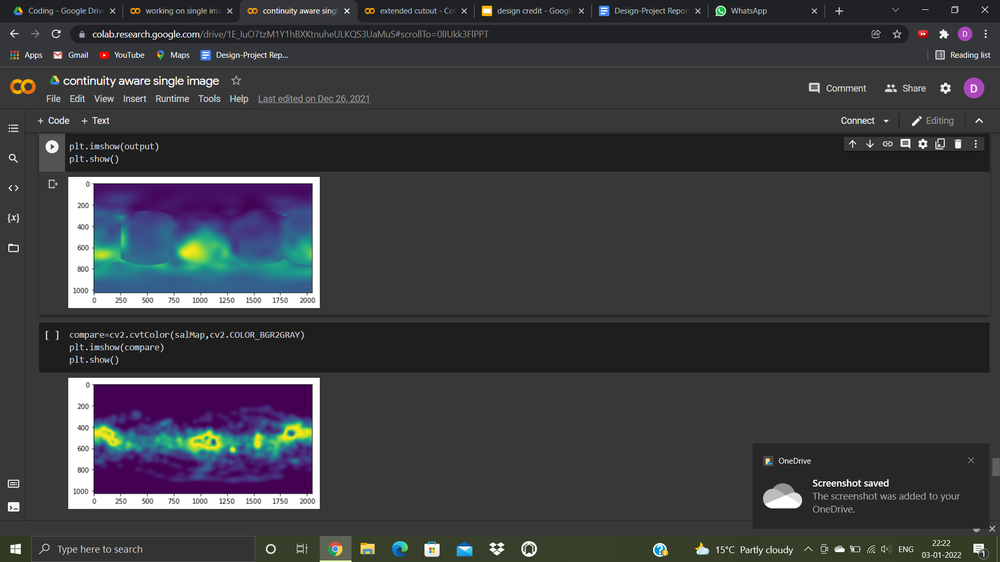 Coding - Google Driv
working on single ima
continuity aware singl
extended cutout - Co
design credit - Google
Design-Project Repor
WhatsApp
colab.research.google.com/drive/1E_IuO7tzM1Y1hBXKtnuheULKQS3UaMuS#scrollTo=0lIUkk3FlPPT
D
Apps
Gmail
YouTube
Maps
Design-Project Rep...
Reading list
continuity aware single image
File Edit View Insert Runtime Tools Help Last edited on Dec 26, 2021
Comment
Share
D
+ Code + Text
Connect
Editing
{x}
plt.imshow(output)
plt.show()
0
200
400
600
800
1000
0 250 500 750 1000 1250 1500 1750 2000
[ ] compare=cv2.cvtColor(salMap,cv2.COLOR_BGR2GRAY)
plt.imshow(compare)
plt.show()
0
200
400
600
800
1000
0 250 500 750 1000 1250 1500 1750 2000
OneDrive
Screenshot saved
The screenshot was added to your
OneDrive.
Type here to search
15°C Partly cloudy
ENG
22:22
03-01-2022
1